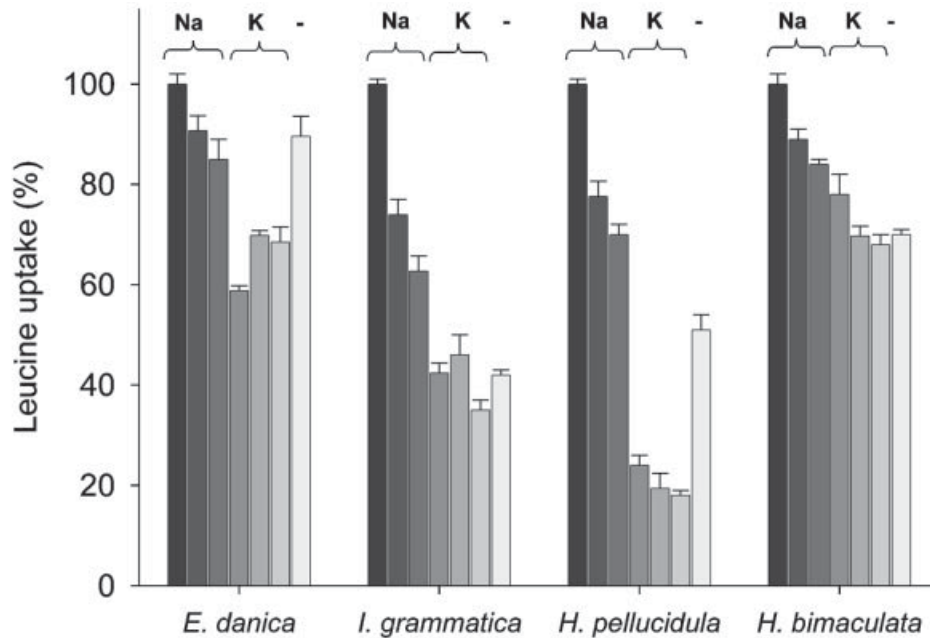 Na K - Na K - Na K - Na K -
100
80
60
40
20
0
Leucine uptake (%)
E. danica I. grammatica H. pellucidula H. bimaculata